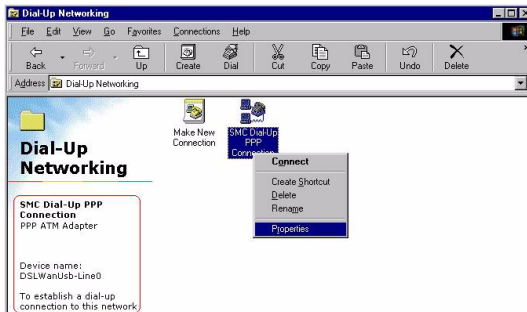 Dial-Up Networking
File Edit View Go Favorites Connections Help
Back Forward Up Create Dial Cut Copy Paste Undo Delete
Address Dial-Up Networking
Dial-Up
Networking
SMC Dial-Up PPP
Connection
PPP ATM Adapter
Device name:
DSLWanUsb-Line0
To establish a dial-up
connection to this network
Make New
Connection
SMC Dial-Up
PPP
Connection
Connect
Create Shortcut
Delete
Rename
Properties